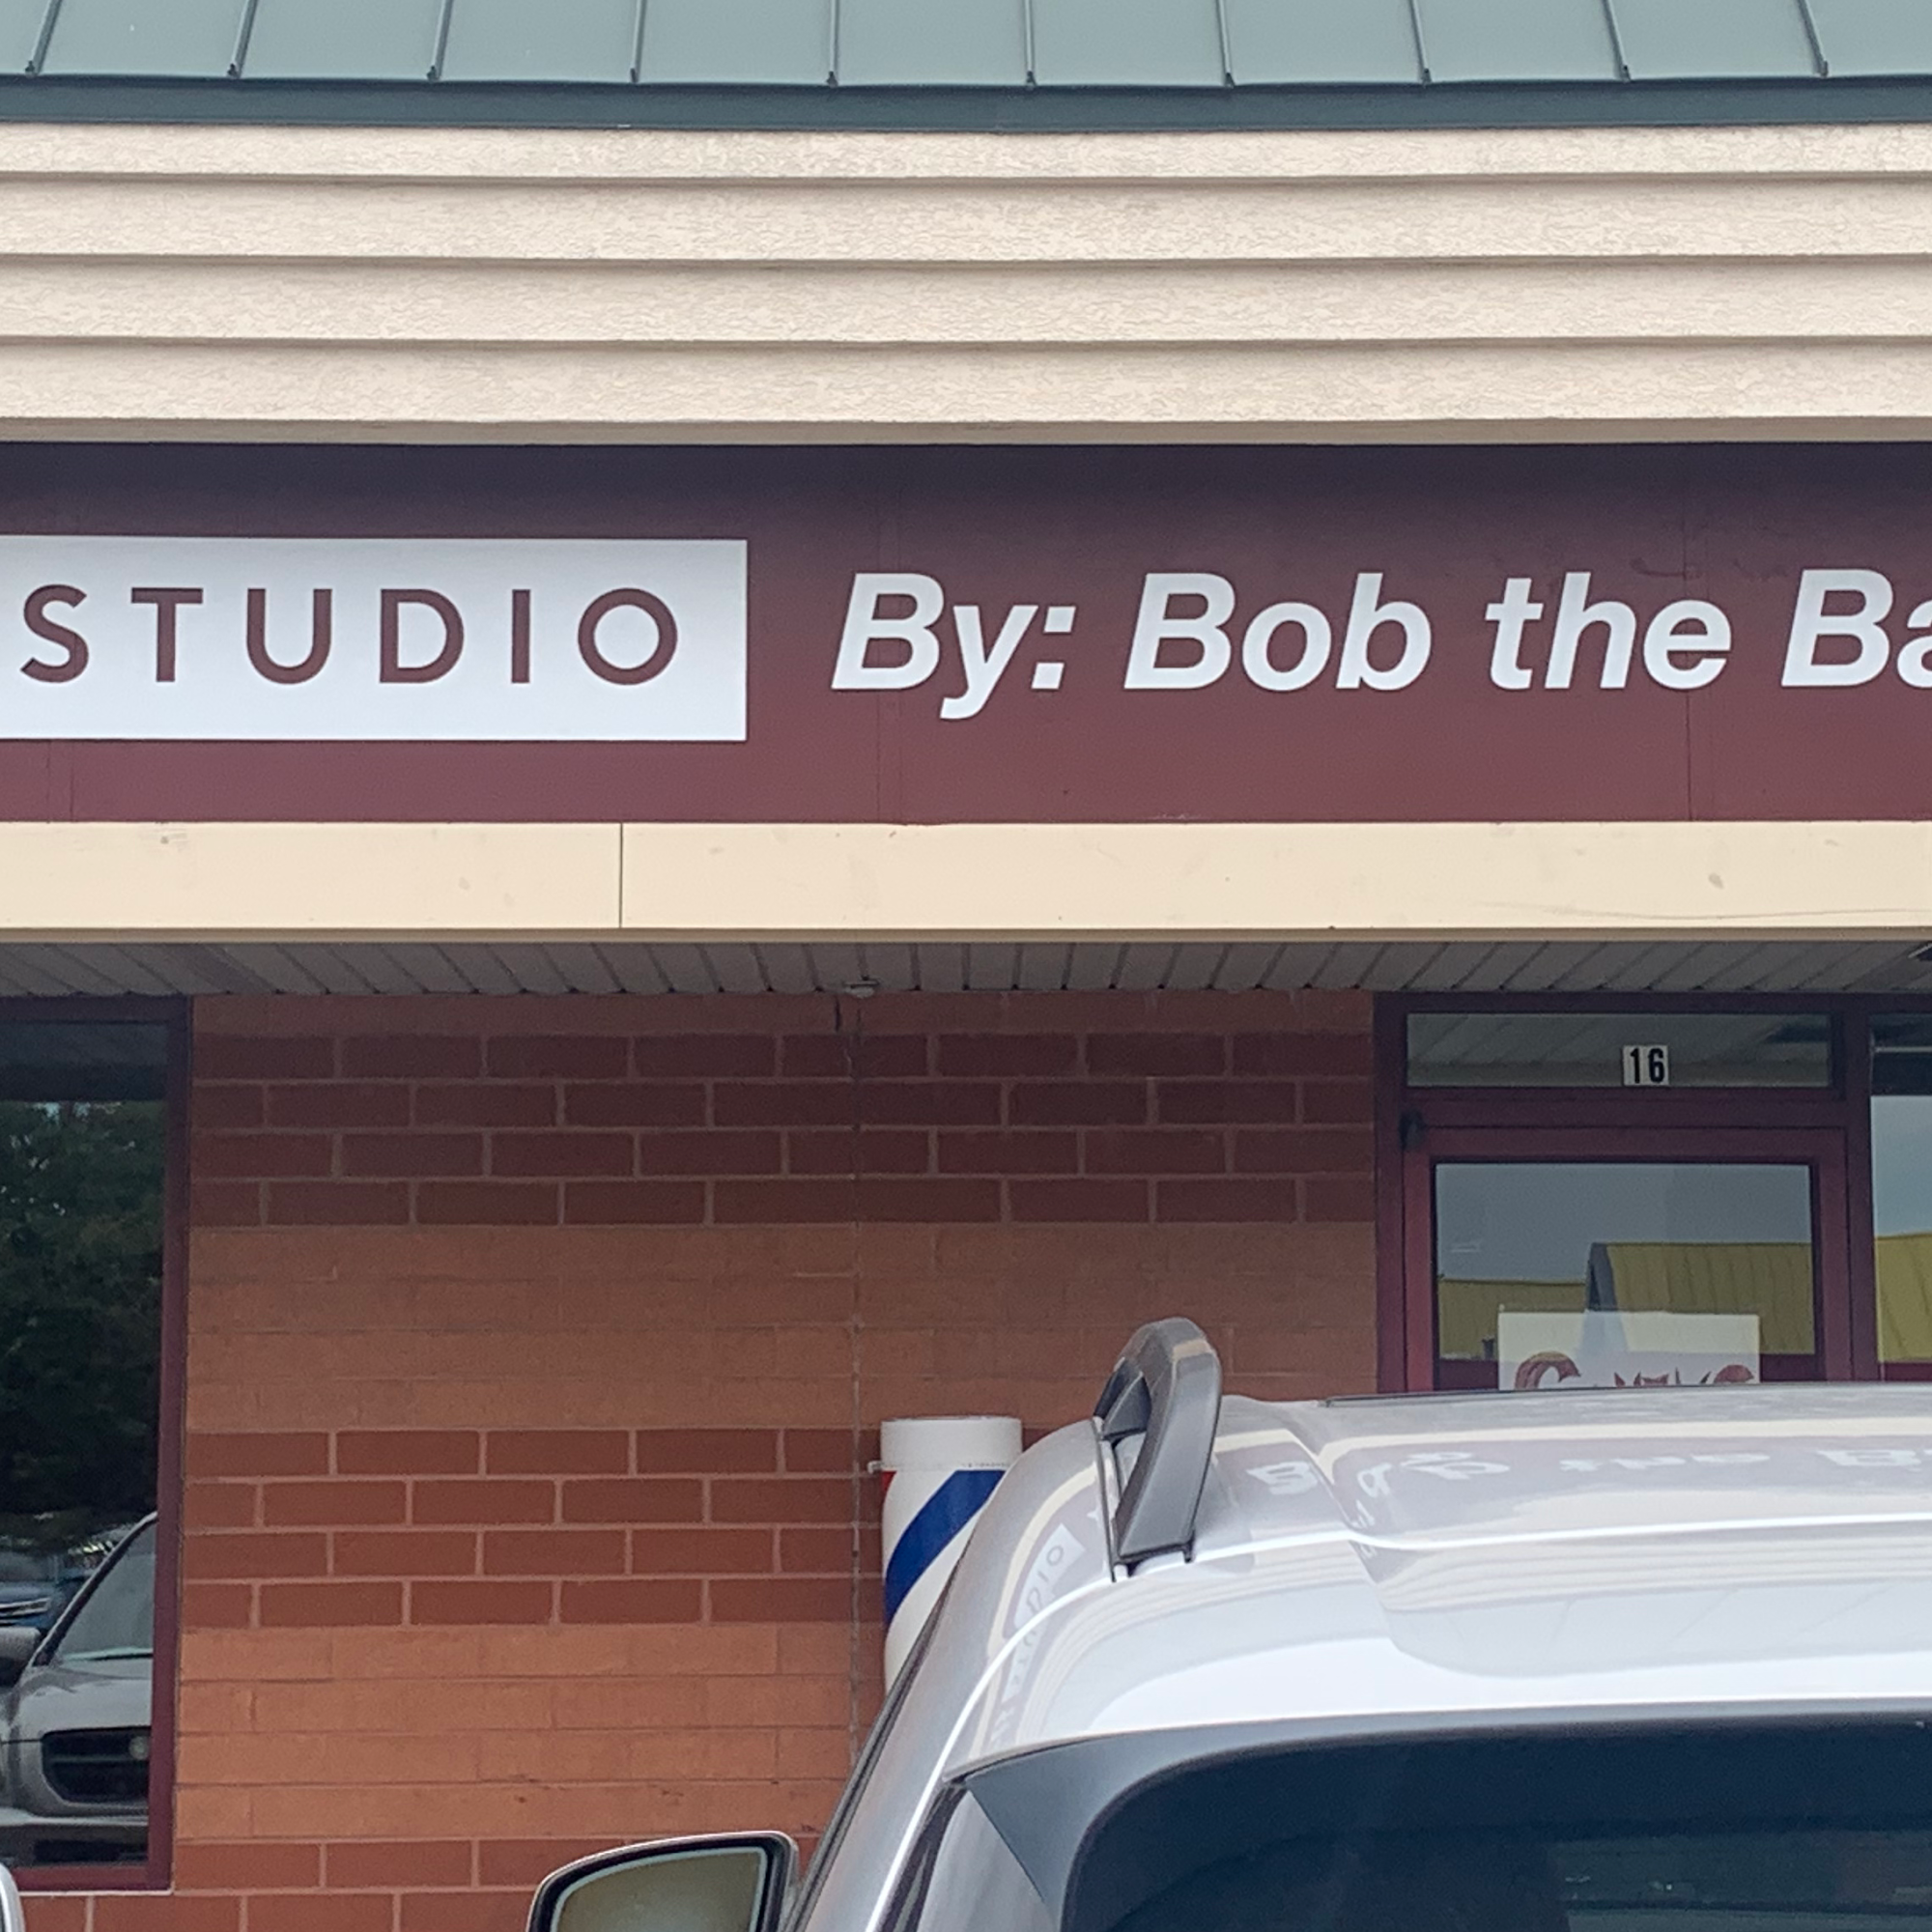 STUDIO By: Bob the Ba
16